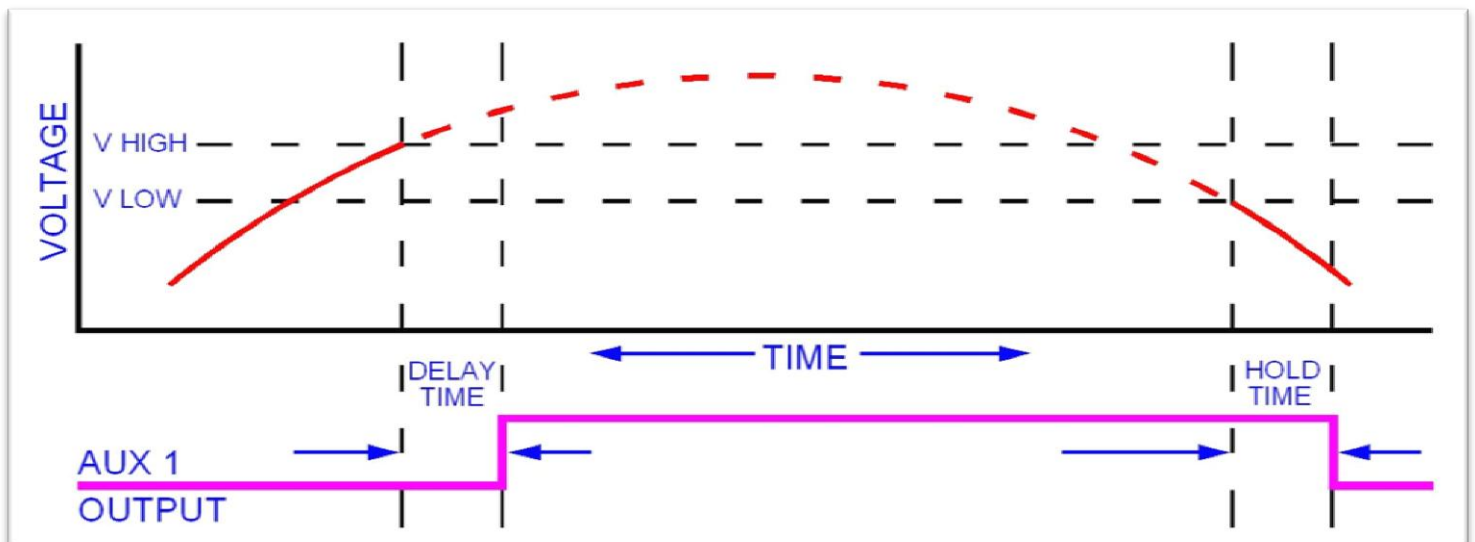 VOLTAGE
V HIGH
V LOW
TIME
DELAY
TIME
HOLD
TIME
AUX 1
OUTPUT